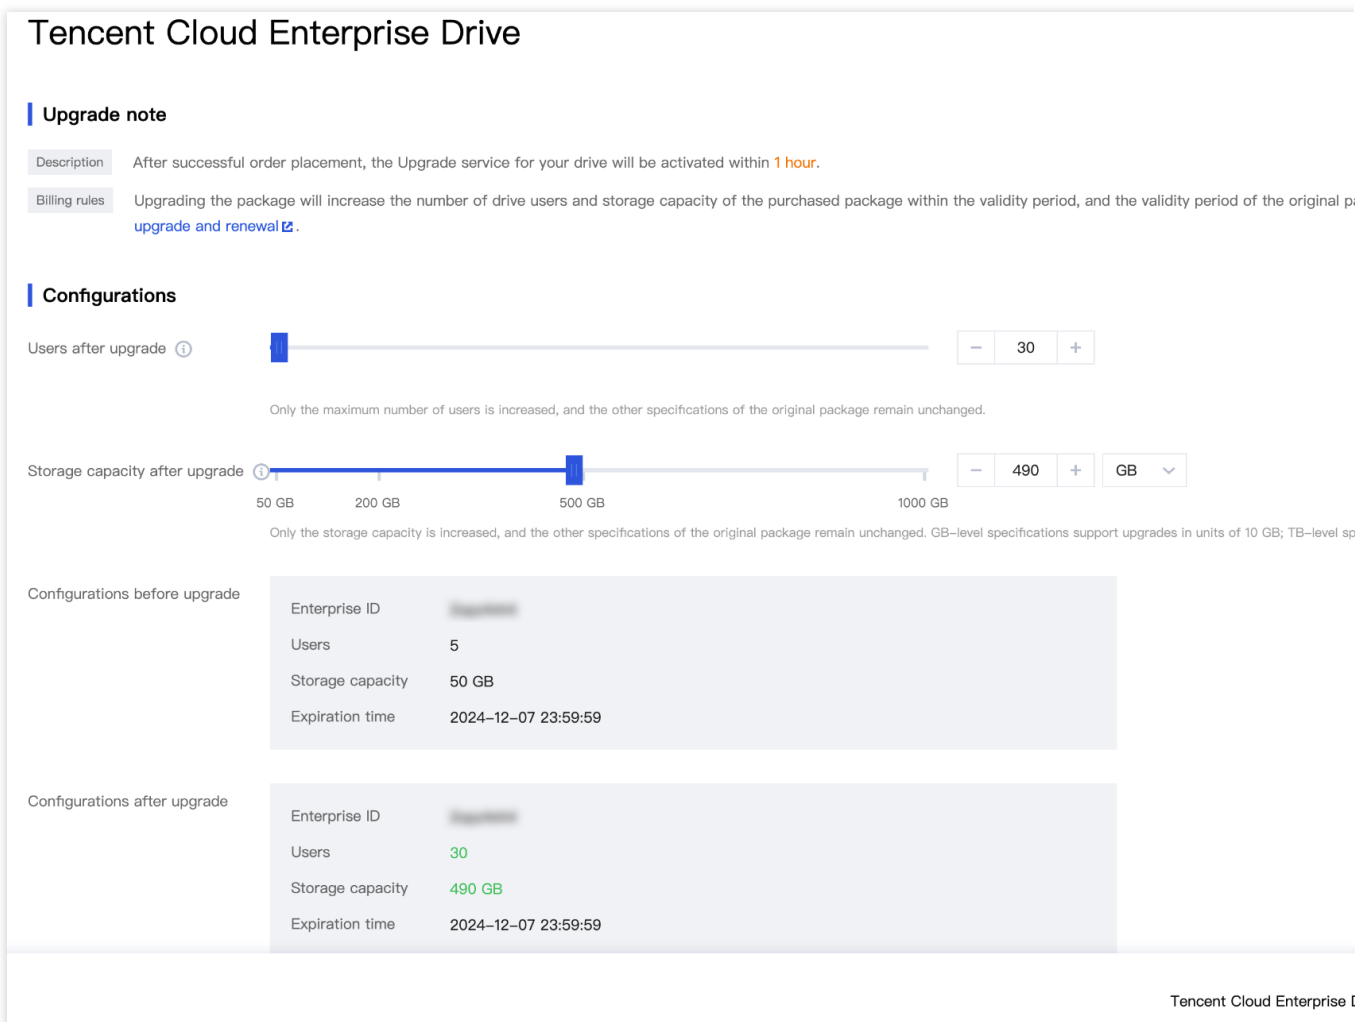 Tencent Cloud Enterprise Drive
Upgrade note
Description After successful order placement, the Upgrade service for your drive will be activated within 1 hour.
Billing rules Upgrading the package will increase the number of drive users and storage capacity of the purchased package within the validity period, and the validity period of the original
upgrade and renewal.
Configurations
Users after upgrade 30
Only the maximum number of users is increased, and the other specifications of the original package remain unchanged.
Storage capacity after upgrade 490 GB
50 GB 200 GB 500 GB 1000 GB
Only the storage capacity is increased, and the other specifications of the original package remain unchanged. GB-level specifications support upgrades in units of 10 GB; TB-level
Configurations before upgrade
Enterprise ID
Users 5
Storage capacity 50 GB
Expiration time 2024-12-07 23:59:59
Configurations after upgrade
Enterprise ID
Users 30
Storage capacity 490 GB
Expiration time 2024-12-07 23:59:59
Tencent Cloud Enterprise